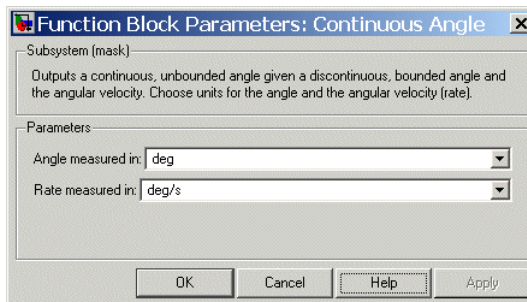 Function Block Parameters: Continuous Angle
Subsystem (mask)
Outputs a continuous, unbounded angle given a discontinuous, bounded angle and
the angular velocity. Choose units for the angle and the angular velocity (rate).
Parameters
Angle measured in: deg
Rate measured in: deg/s
OK Cancel Help Apply